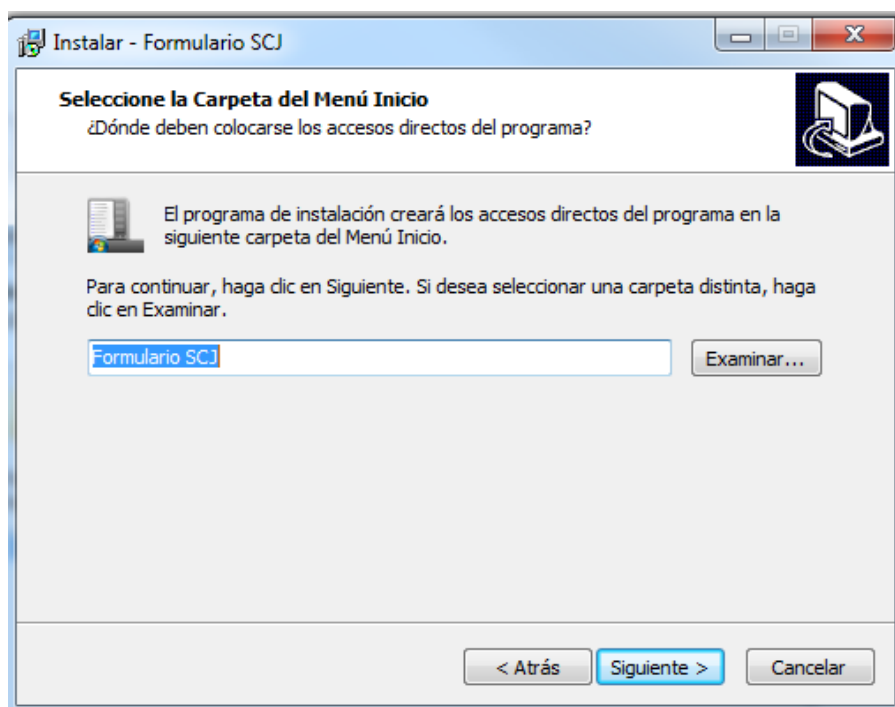 Instalar - Formulario SCJ
Seleccione la Carpeta del Menú Inicio
¿Dónde deben colocarse los accesos directos del programa?
El programa de instalación creará los accesos directos del programa en la
siguiente carpeta del Menú Inicio.
Para continuar, haga clic en Siguiente. Si desea seleccionar una carpeta distinta, haga
clic en Examinar.
Formulario SCJ
Examinar...
< Atrás
Siguiente >
Cancelar